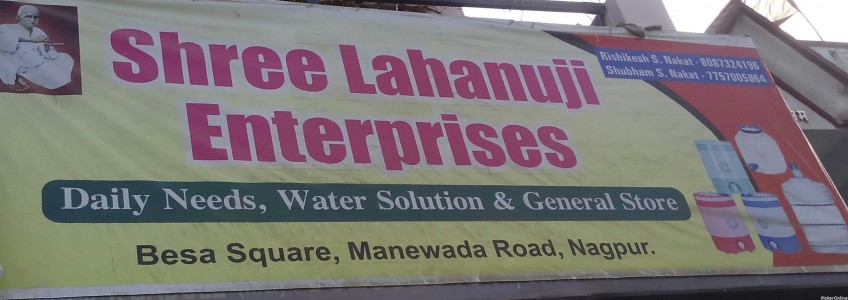 Shree Lahanuji
Enterprises
Rishikesh S. Nakat - 8087324196
Shubham S. Nakat - 7757005864
Daily Needs, Water Solution & General Store
Besa Square, Manewada Road, Nagpur.